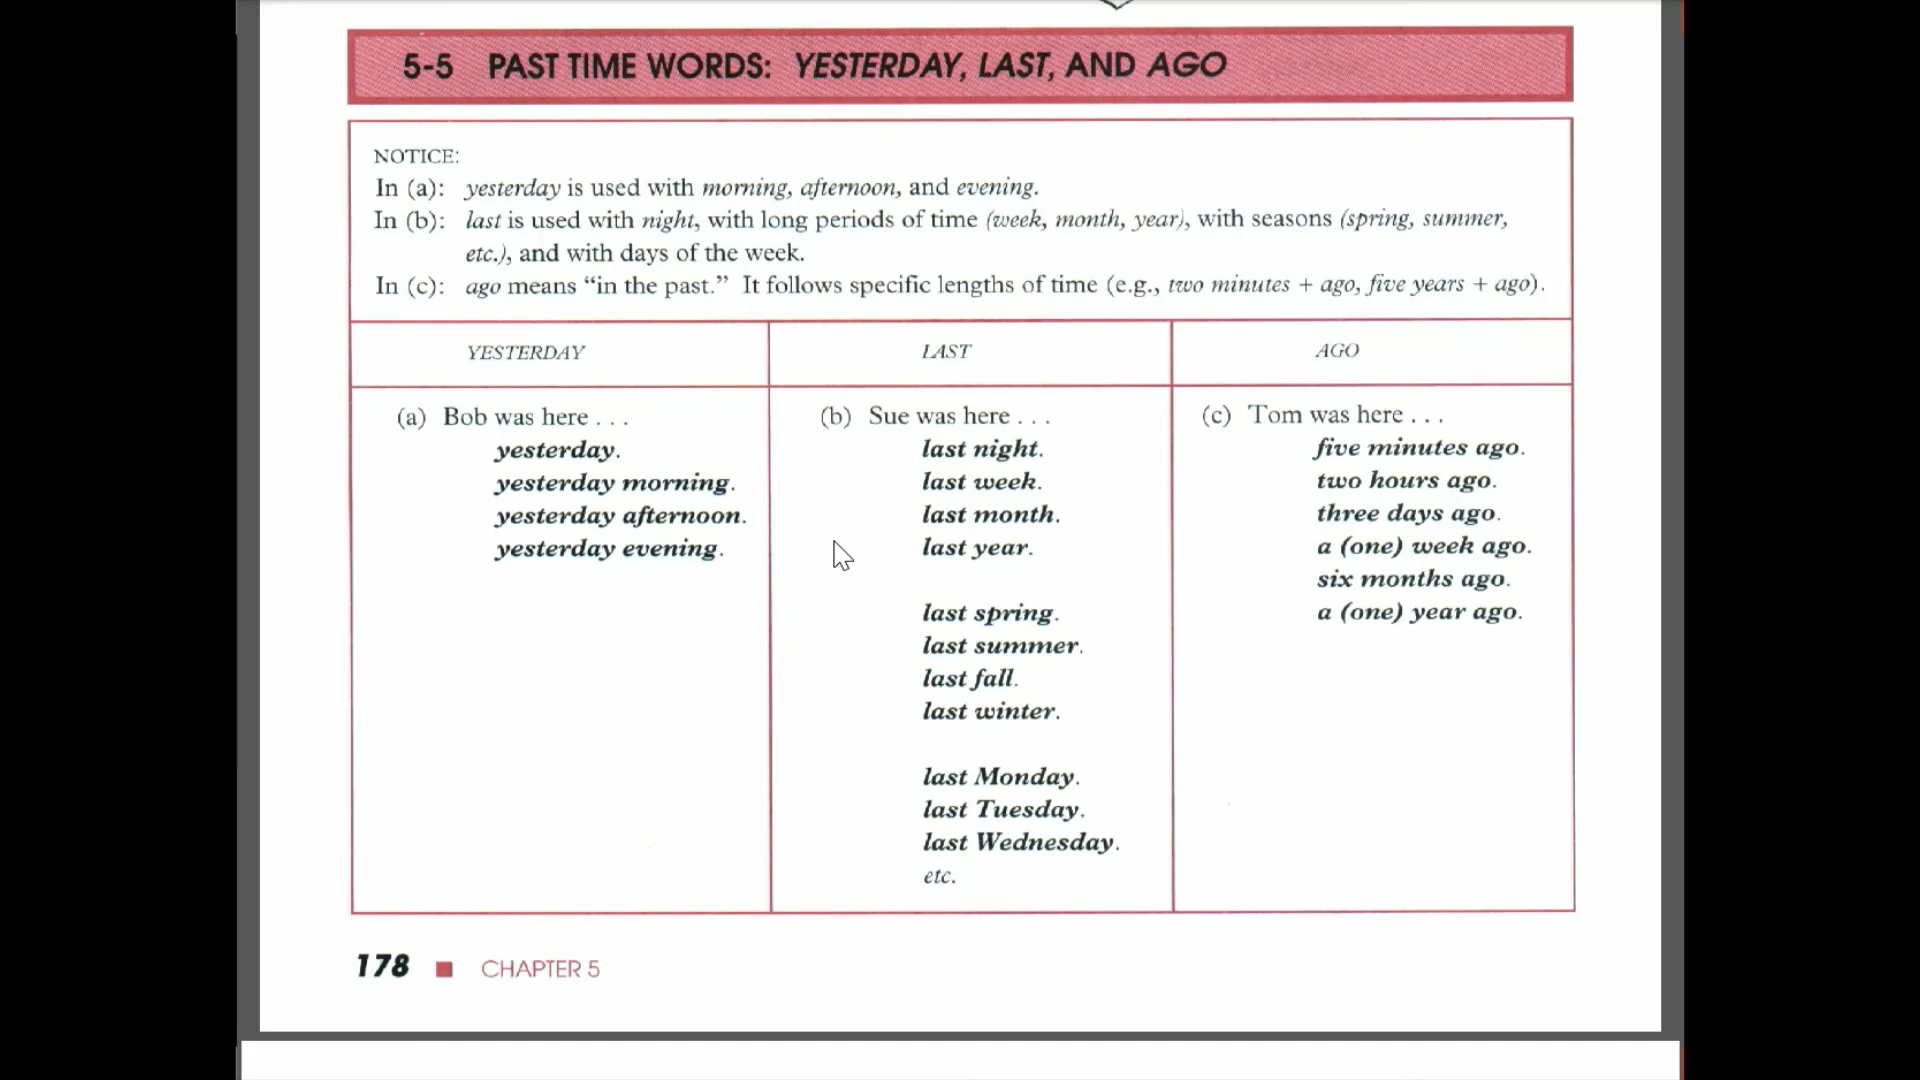 5-5 PAST TIME WORDS: YESTERDAY, LAST, AND AGO
NOTICE:
In (a): yesterday is used with morning, afternoon, and evening.
In (b): last is used with night, with long periods of time (week, month, year), with seasons (spring, summer,
etc.), and with days of the week.
In (c): ago means “in the past.” It follows specific lengths of time (e.g., two minutes + ago, five years + ago).
YESTERDAY
LAST
AGO
(a) Bob was here . . .
yesterday.
yesterday morning.
yesterday afternoon.
yesterday evening.
(b) Sue was here . . .
last night.
last week.
last month.
last year.
last spring.
last summer.
last fall.
last winter.
last Monday.
last Tuesday.
last Wednesday.
etc.
(c) Tom was here . . .
five minutes ago.
two hours ago.
three days ago.
a (one) week ago.
six months ago.
a (one) year ago.
178 ■ CHAPTER 5